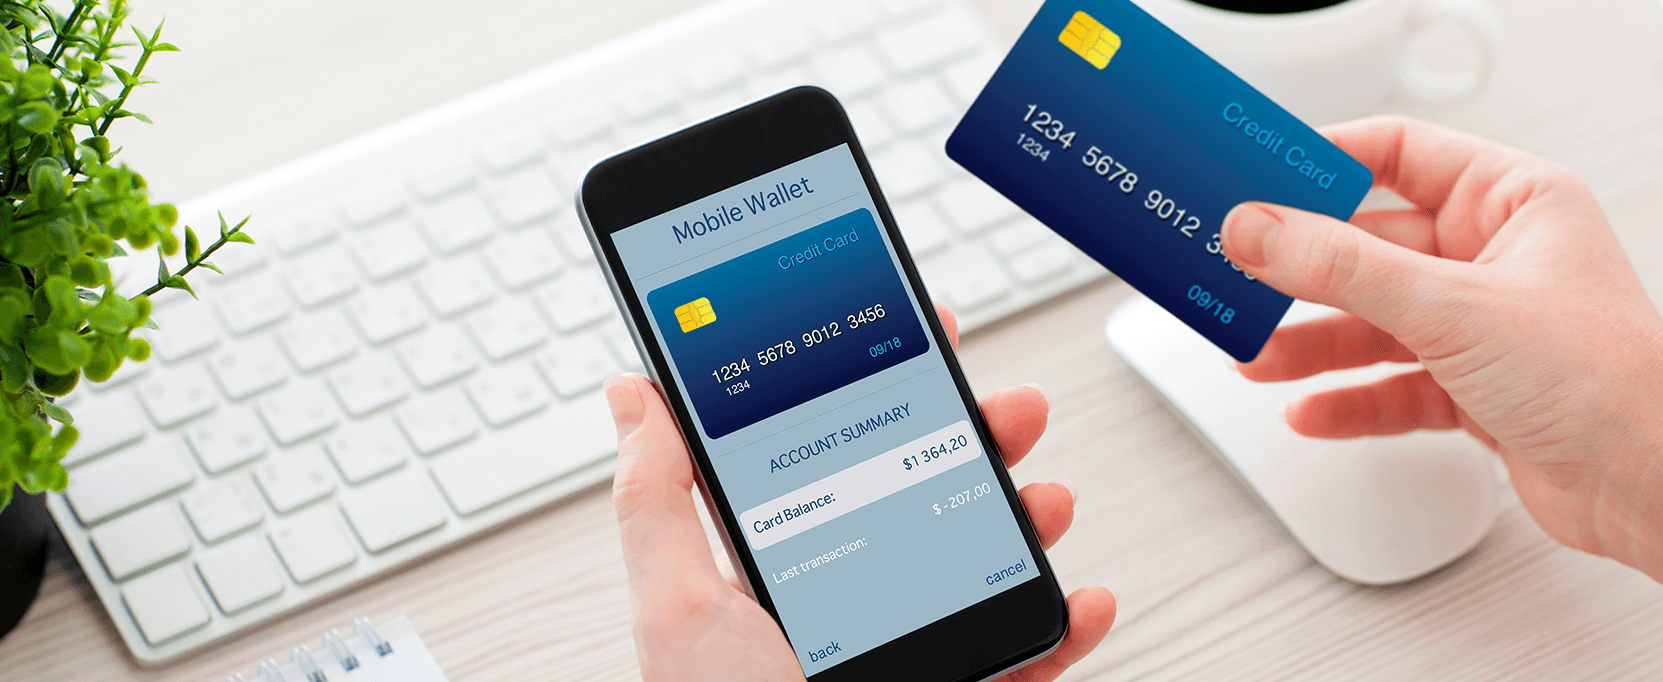 Mobile Wallet
Credit Card
1234 5678 9012 3456
1234
09/18
ACCOUNT SUMMARY
Card Balance: $1 364,20
Last transaction: $ - 207,00
cancel
back
Credit Card
1234 5678 9012 3456
1234
09/18